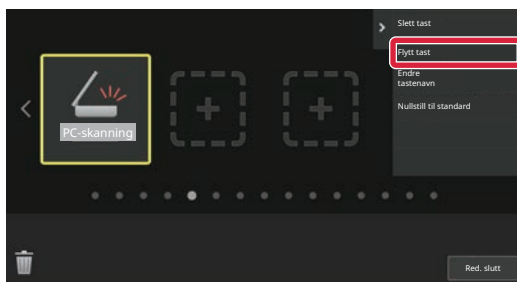 Slett tast
Flytt tast
Endre
tastenavn
Nullstill til standard
PC-skanning
Red. slutt